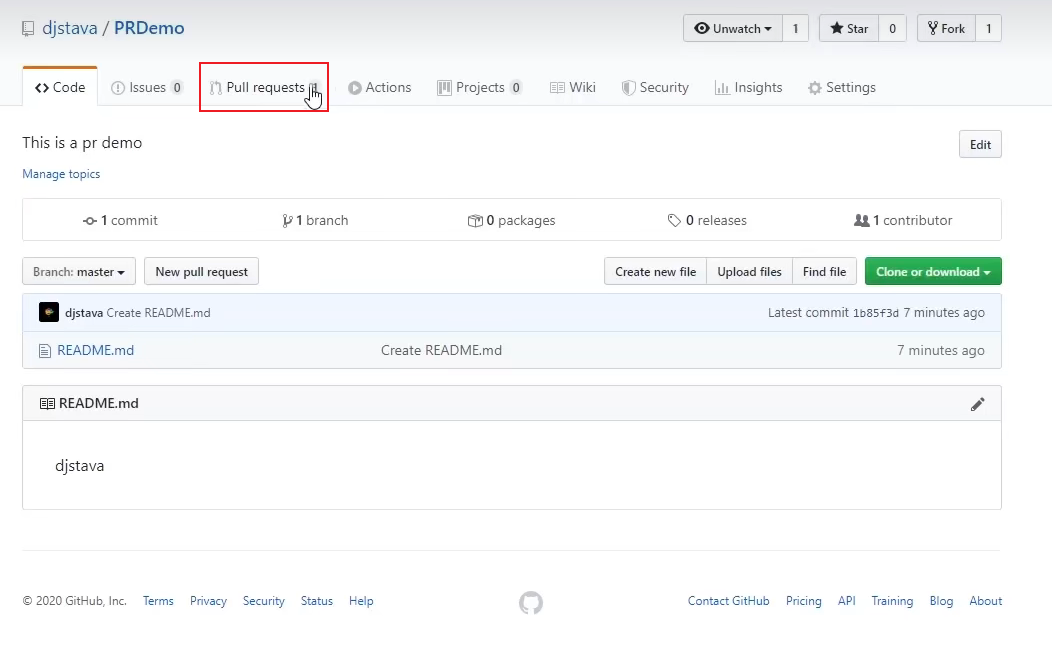 djstava / PRDemo
Unwatch 1 Star 0 Fork 1
Code Issues 0 Pull requests 1 Actions Projects 0 Wiki Security Insights Settings
This is a pr demo
Edit
Manage topics
1 commit 1 branch 0 packages 0 releases 1 contributor
Branch: master New pull request Create new file Upload files Find file Clone or download
djstava Create README.md Latest commit 1b85f3d 7 minutes ago
README.md Create README.md 7 minutes ago
README.md
djstava
© 2020 GitHub, Inc. Terms Privacy Security Status Help Contact GitHub Pricing API Training Blog About